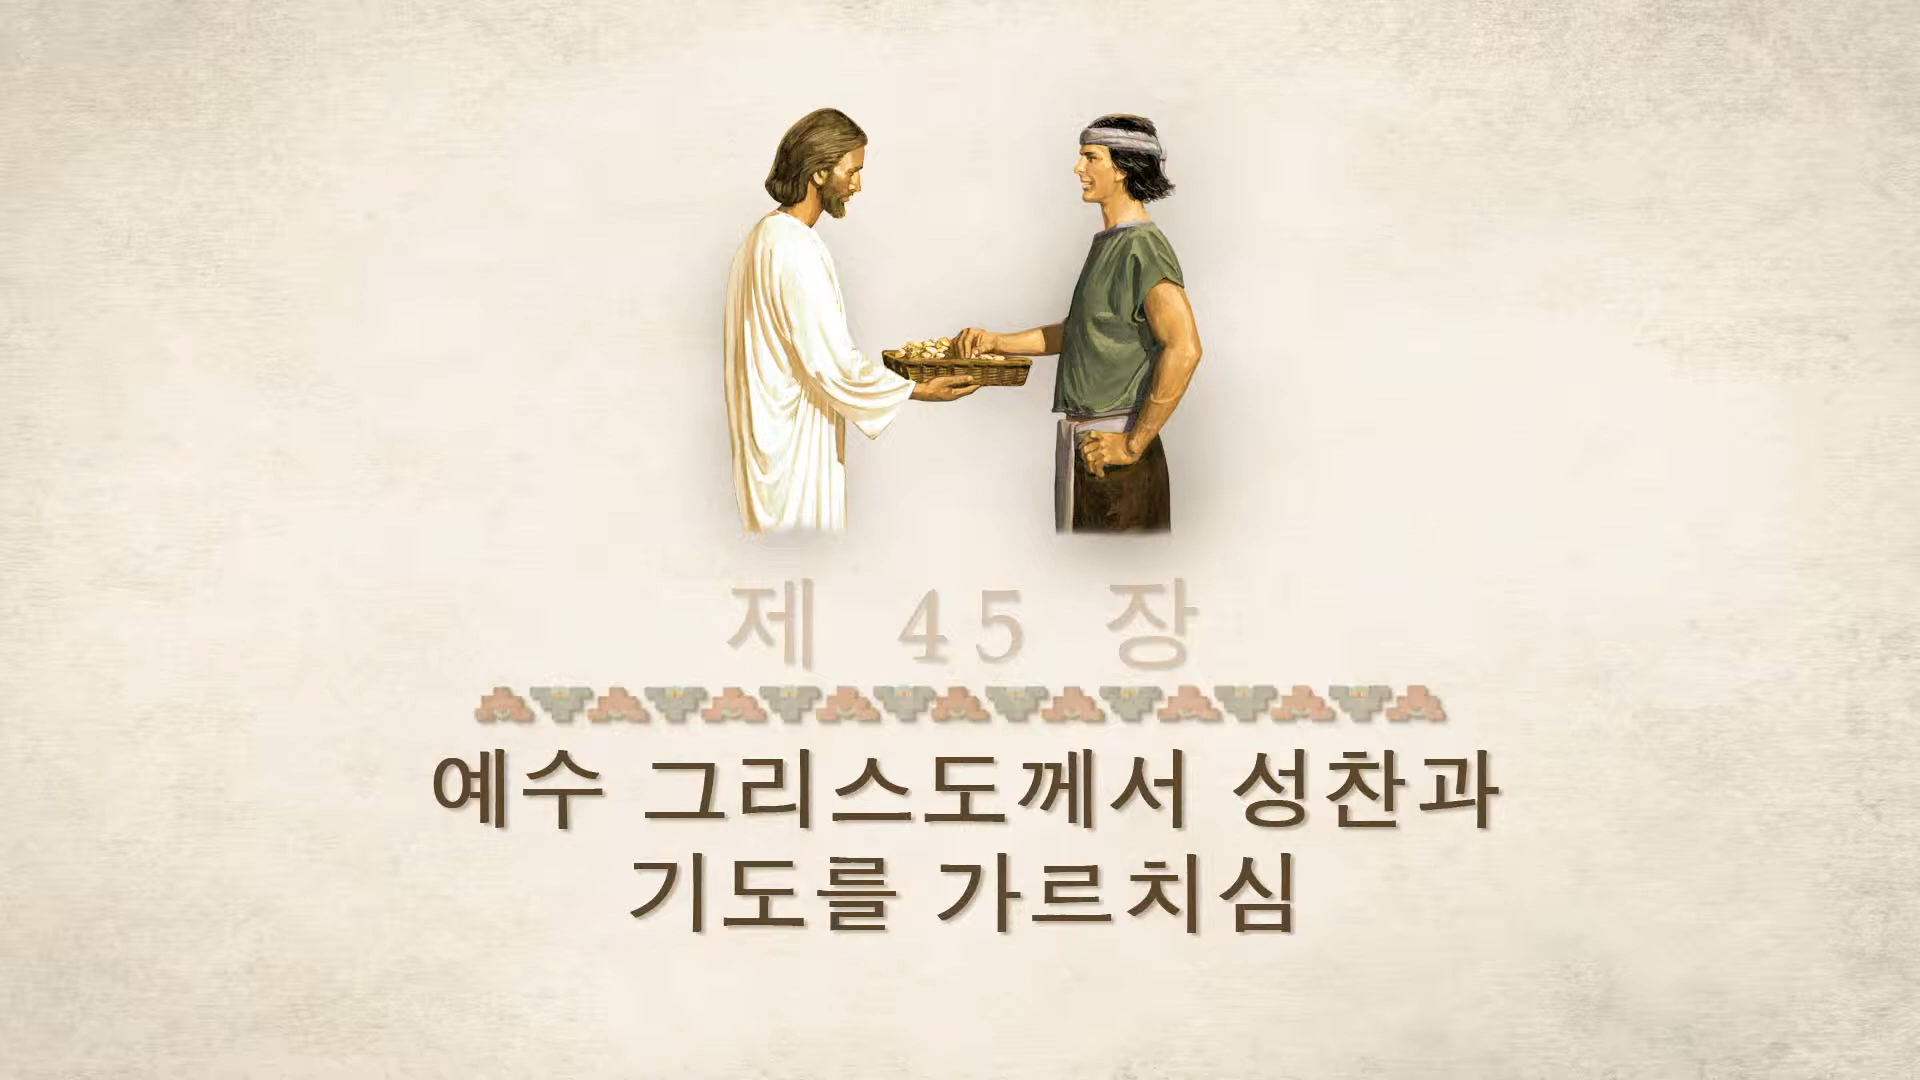 제 45 장
예수 그리스도께서 성찬과
기도를 가르치심